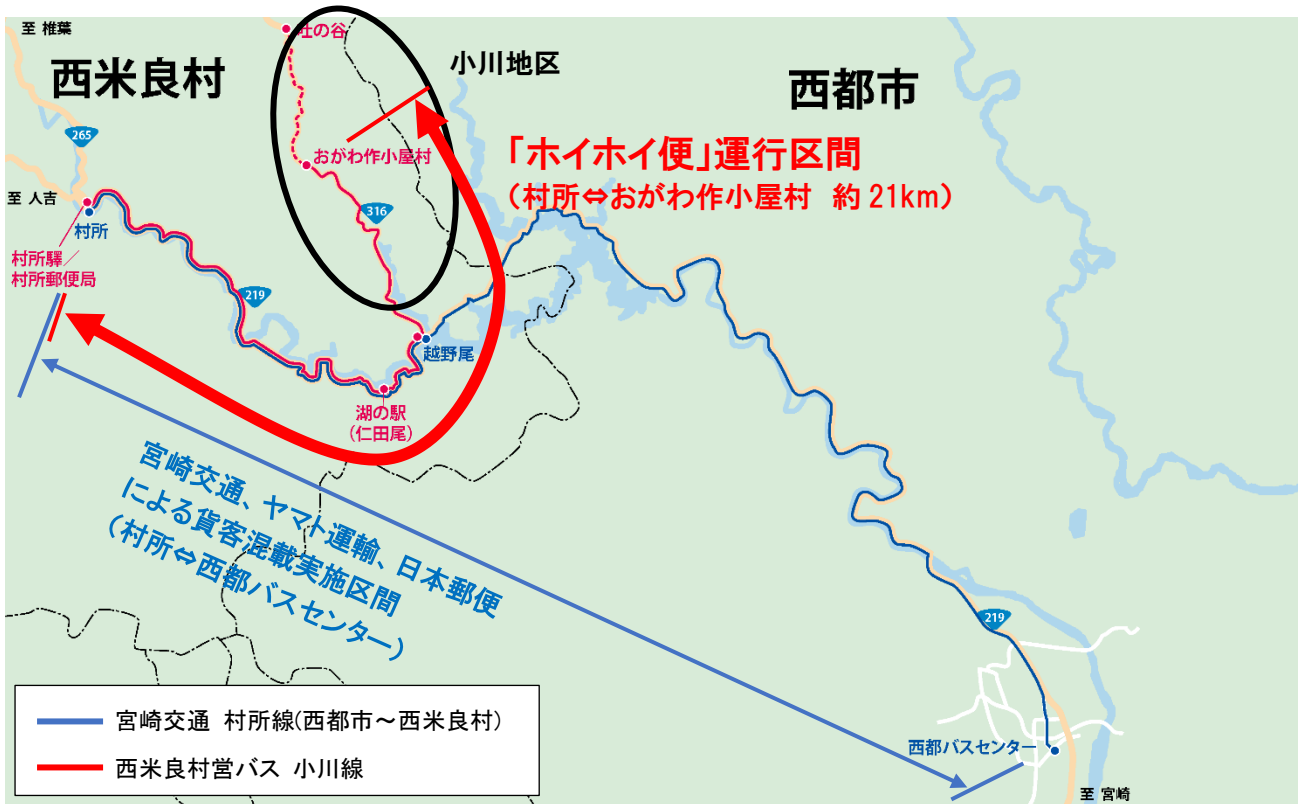 至 椎葉
西米良村
吐の谷
小川地区
西都市
265
おがわ作小屋村
「ホイホイ便」運行区間
(村所⇔おがわ作小屋村 約 21km)
至 人吉
村所
316
村所驛／
村所郵便局
219
越野尾
湖の駅
(仁田尾)
宮崎交通、ヤマト運輸、日本郵便
による貨客混載実施区間
(村所⇔西都バスセンター)
219
宮崎交通 村所線(西都市～西米良村)
西米良村営バス 小川線
西都バスセンター
至 宮崎